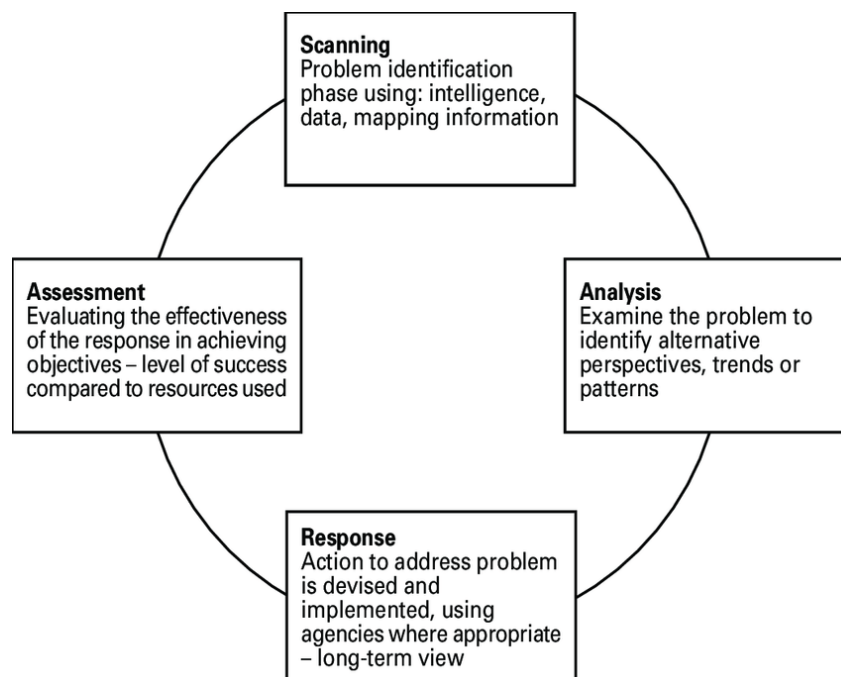 Scanning
Problem identification
phase using: intelligence,
data, mapping information
Analysis
Examine the problem to
identify alternative
perspectives, trends or
patterns
Response
Action to address problem
is devised and
implemented, using
agencies where appropriate
– long-term view
Assessment
Evaluating the effectiveness
of the response in achieving
objectives – level of success
compared to resources used